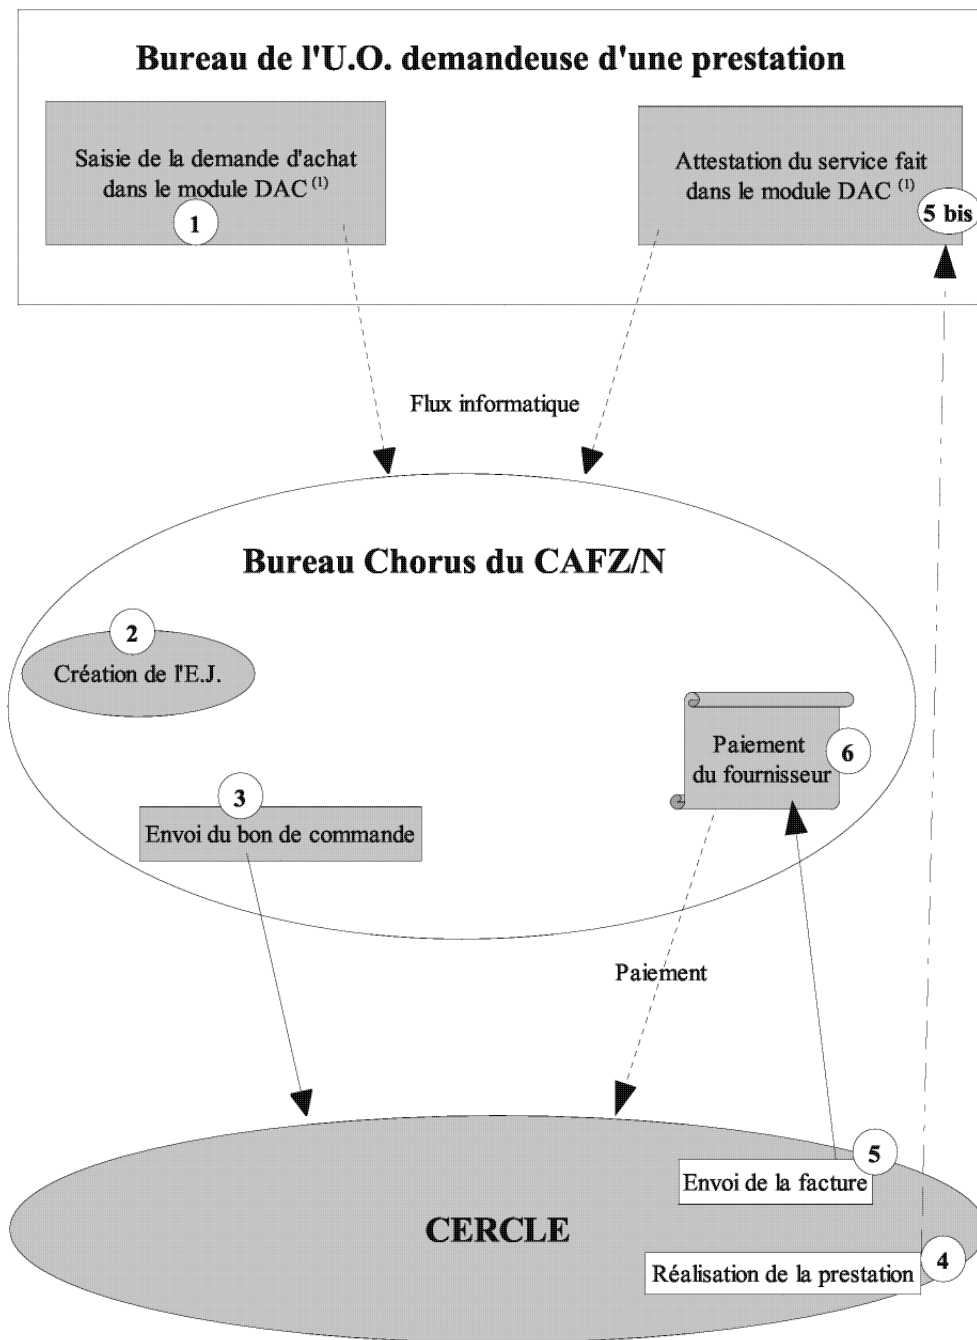 Bureau de l'U.O. demandeuse d'une prestation
Saisie de la demande d'achat
dans le module DAC (1)
1
Attestation du service fait
dans le module DAC (1)
5 bis
Flux informatique
Bureau Chorus du CAFZ/N
2
Création de l'E.J.
Paiement
du fournisseur
6
3
Envoi du bon de commande
Paiement
5
Envoi de la facture
CERCLE
4
Réalisation de la prestation